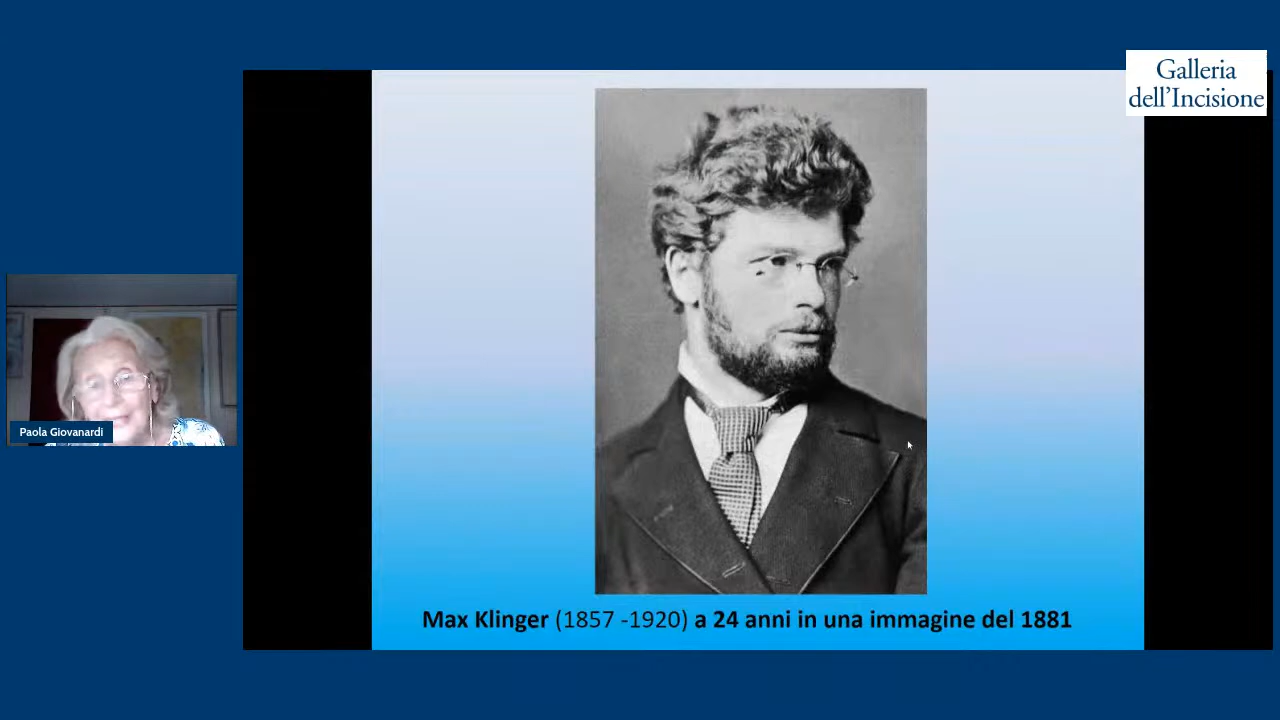 Galleria
dell'Incisione
Paola Giovanardi
Max Klinger (1857 -1920) a 24 anni in una immagine del 1881